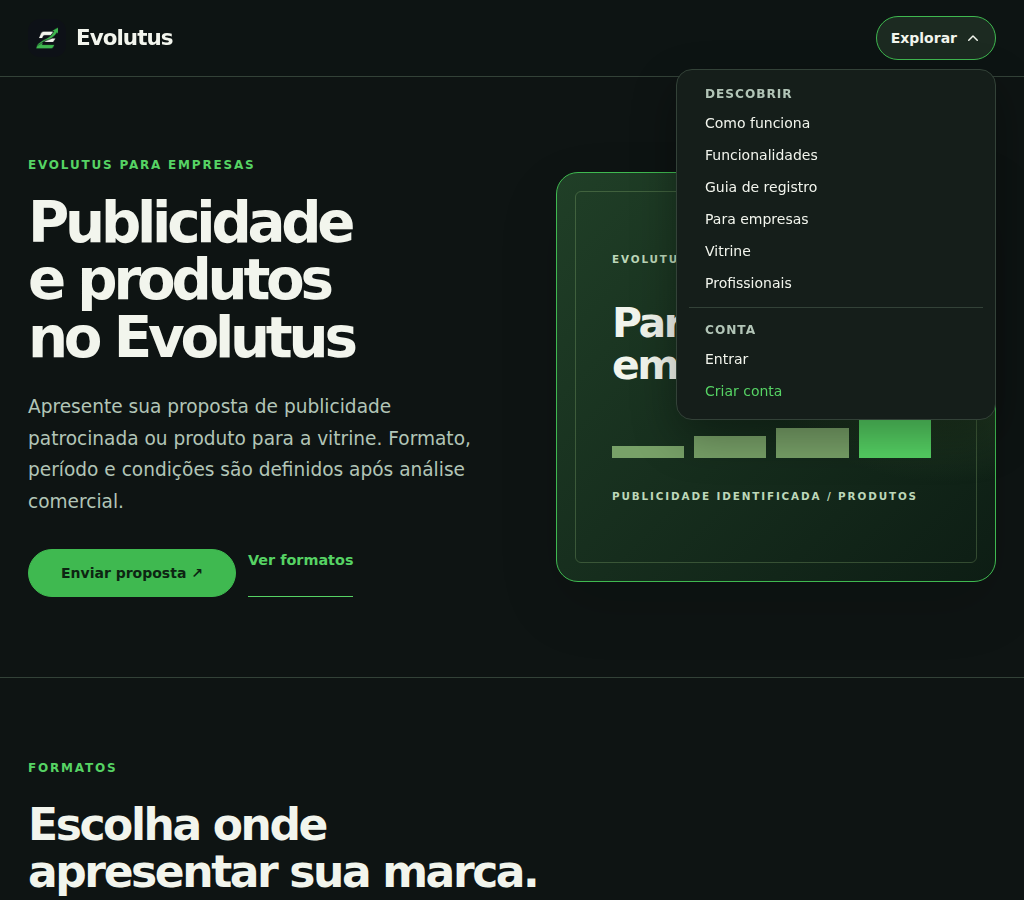 Evolutus
Explorar
DESCOBRIR
Como funciona
Funcionalidades
Guia de registro
Para empresas
Vitrine
Profissionais
CONTA
Entrar
Criar conta
EVOLUTUS PARA EMPRESAS
Publicidade
e produtos
no Evolutus
Apresente sua proposta de publicidade
patrocinada ou produto para a vitrine. Formato,
período e condições são definidos após análise
comercial.
Enviar proposta ↗
Ver formatos
PUBLICIDADE IDENTIFICADA / PRODUTOS
FORMATOS
Escolha onde
apresentar sua marca.